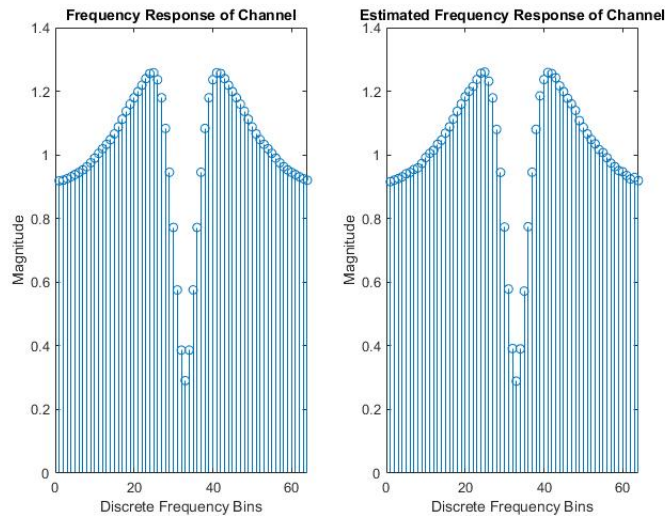 Frequency Response of Channel
1.4
1.2
1
0.8
0.6
0.4
0.2
0
Magnitude
0 20 40 60
Discrete Frequency Bins
Estimated Frequency Response of Channel
1.4
1.2
1
0.8
0.6
0.4
0.2
0
Magnitude
0 20 40 60
Discrete Frequency Bins